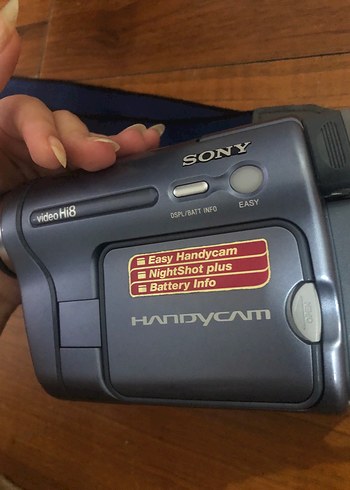 SONY
video Hi8
DSPL/BATT INFO
EASY
Easy Handycam
NightShot plus
Battery Info
HANDYCAM